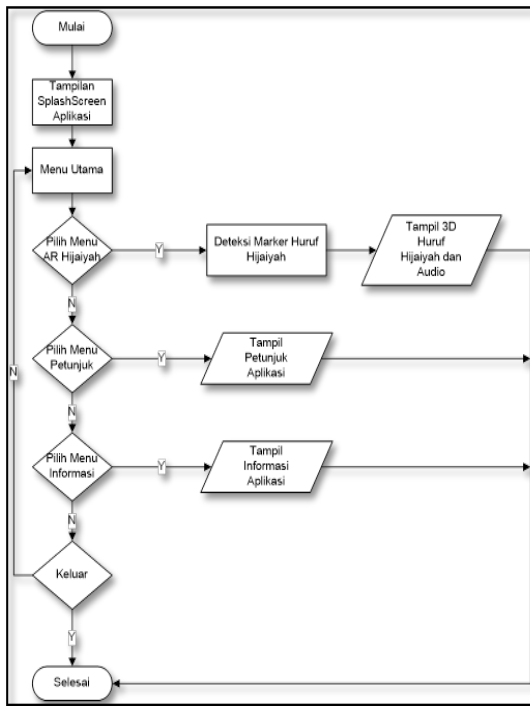 Mulai
Tampilan
SplashScreen
Aplikasi
Menu Utama
Pilih Menu
AR Hijaiyah
Y
Deteksi Marker Huruf
Hijaiyah
Tampil 3D
Huruf
Hijaiyah dan
Audio
N
Pilih Menu
Petunjuk
Y
Tampil
Petunjuk
Aplikasi
N
N
Pilih Menu
Informasi
Y
Tampil
Informasi
Aplikasi
N
Keluar
Y
Selesai